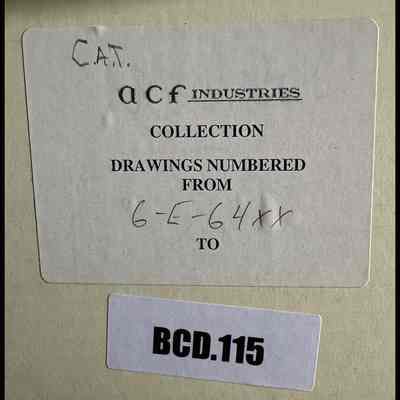 C.A.T.
acf INDUSTRIES
COLLECTION
DRAWINGS NUMBERED
FROM
6-E-64xx
TO
BCD.115